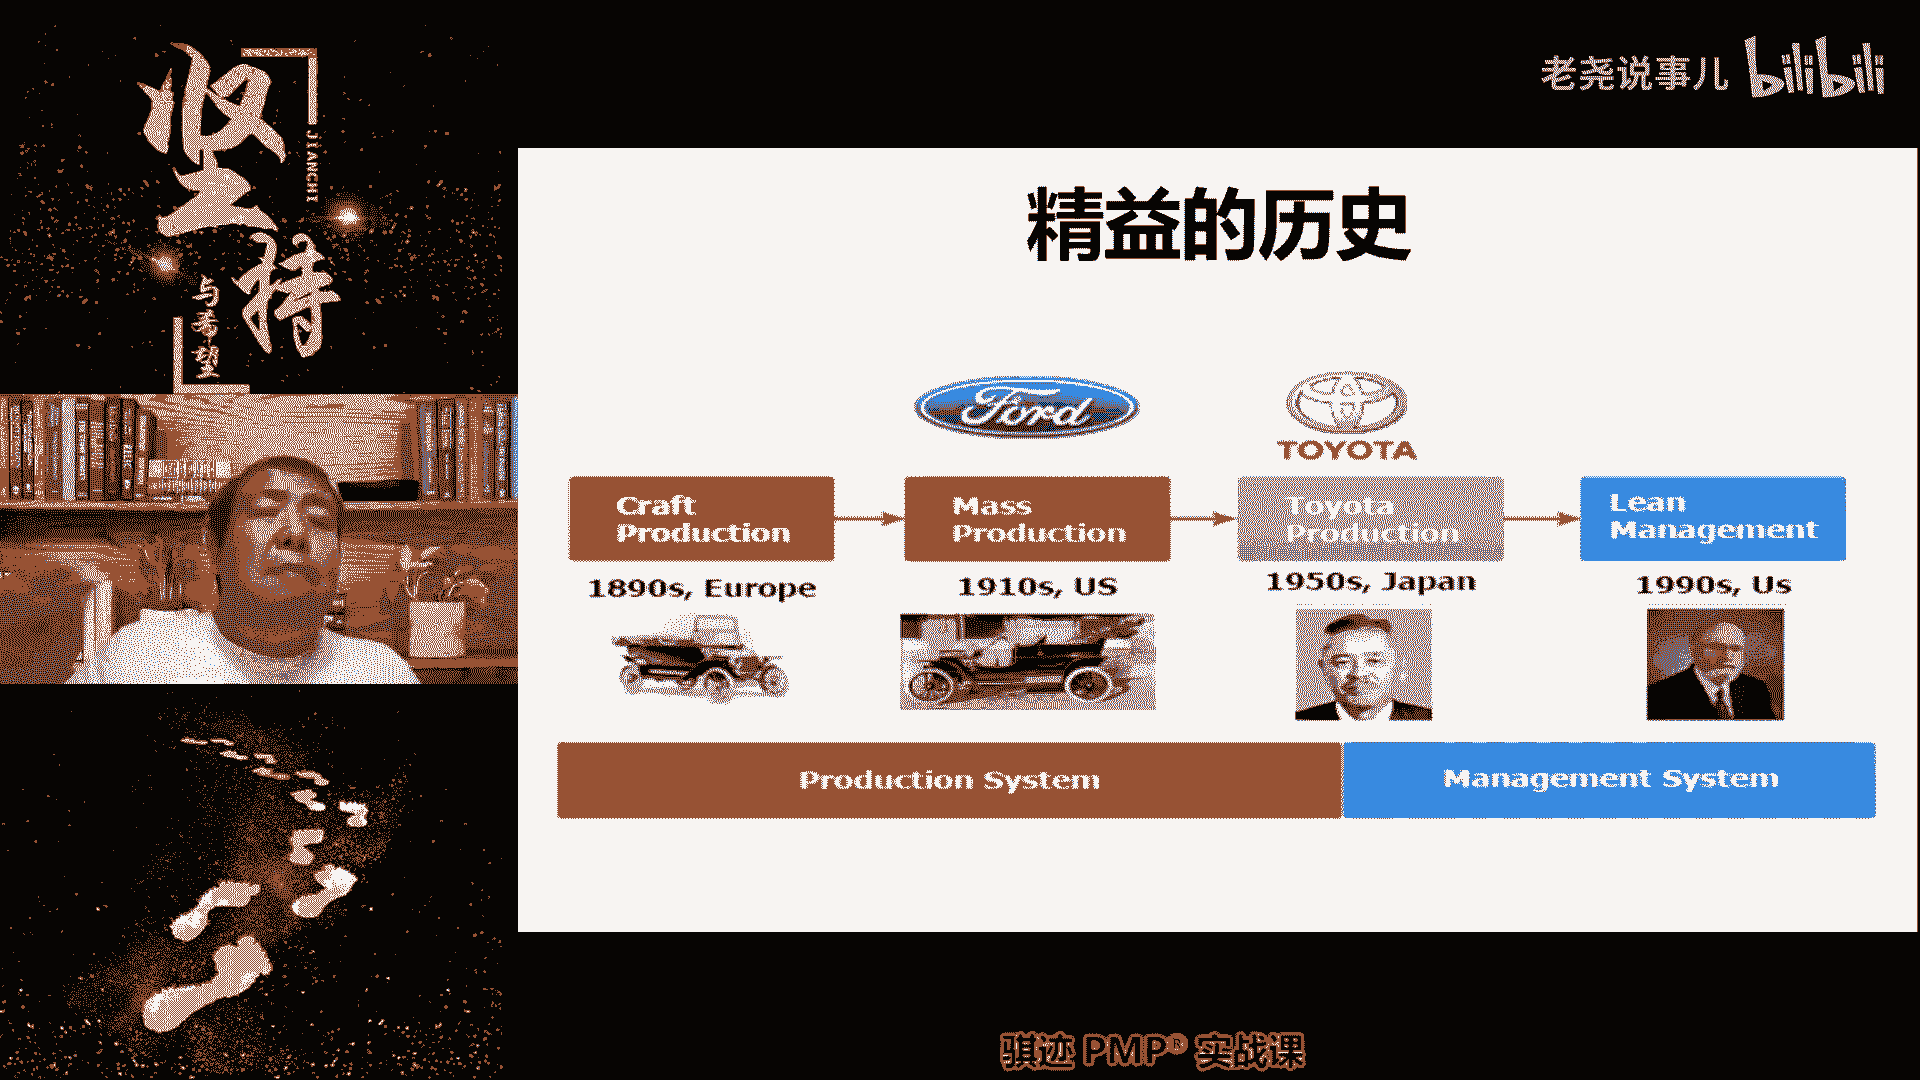 坚持
JIANCHI
与希望
老尧说事儿 bilibili
精益的历史
Ford
TOYOTA
Craft
Production
Mass
Production
Toyota
Production
Lean
Management
1890s, Europe
1910s, US
1950s, Japan
1990s, Us
Production System
Management System
骐迹 PMP® 实战课